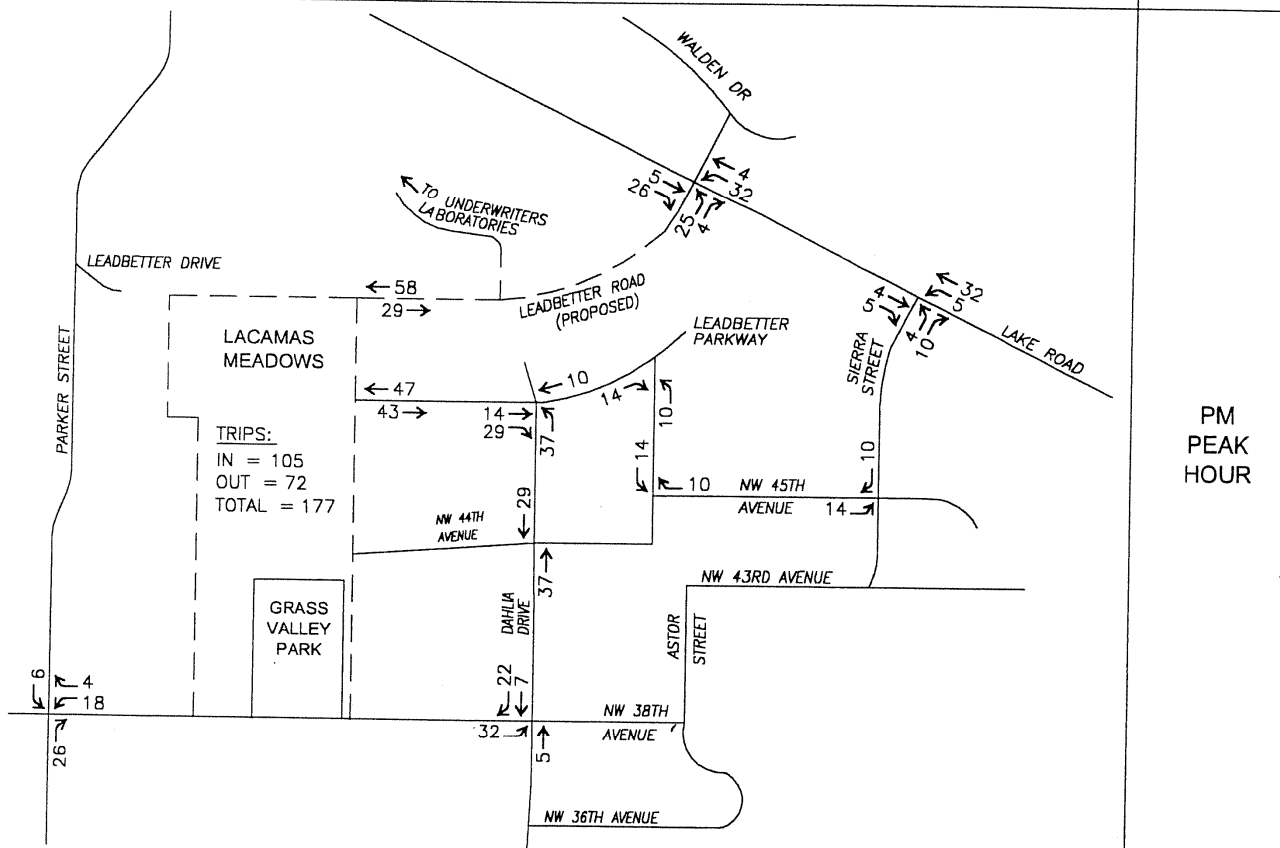 WALDEN DR
4
32
5
26
25
4
TO UNDERWRITERS
LABORATORIES
LEADBETTER DRIVE
58
29
LEADBETTER ROAD
(PROPOSED)
32
5
4
5
4
10
LAKE ROAD
SIERRA
STREET
LACAMAS
MEADOWS
LEADBETTER
PARKWAY
PARKER STREET
47
43
10
14
14
29
37
10
14
10
TRIPS:
IN = 105
OUT = 72
TOTAL = 177
PM
PEAK
HOUR
NW 45TH
AVENUE
10
14
29
NW 44TH
AVENUE
37
NW 43RD AVENUE
DAHLIA
DRIVE
ASTOR
STREET
GRASS
VALLEY
PARK
6
4
18
26
22
7
32
5
NW 38TH
AVENUE
NW 36TH AVENUE